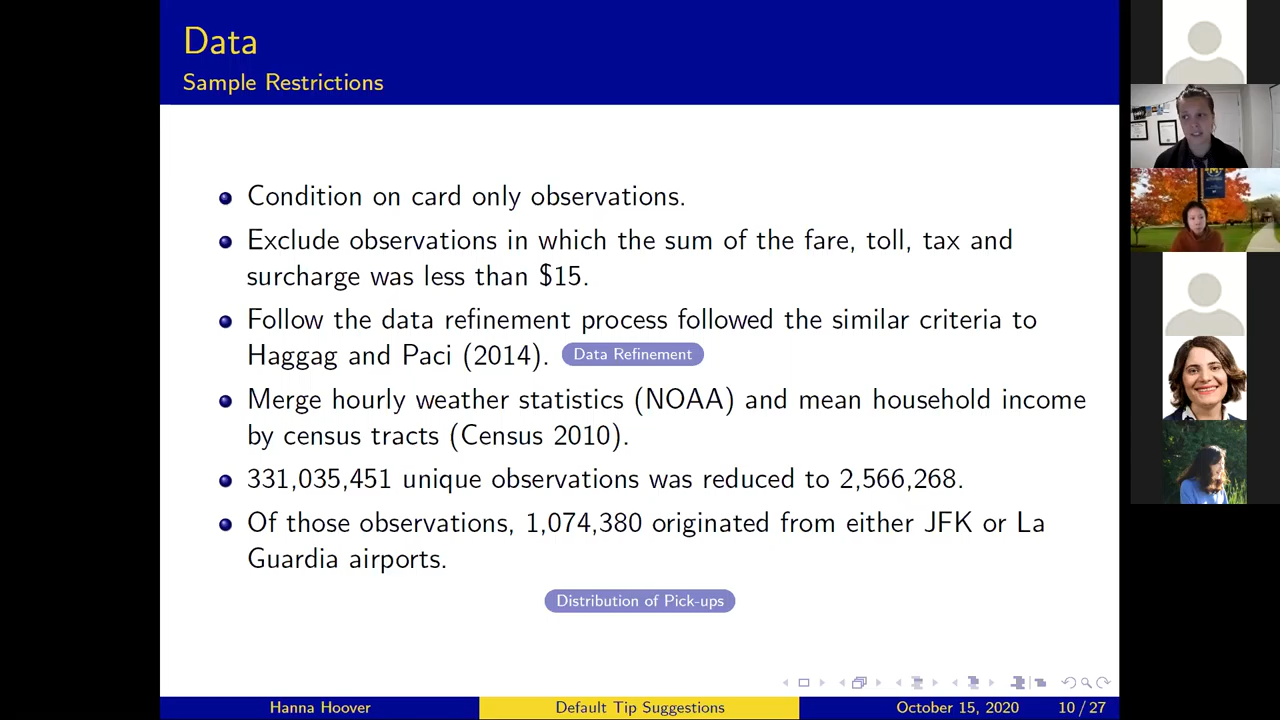 Data
Sample Restrictions
Condition on card only observations.
Exclude observations in which the sum of the fare, toll, tax and
surcharge was less than $15.
Follow the data refinement process followed the similar criteria to
Haggag and Paci (2014). Data Refinement
Merge hourly weather statistics (NOAA) and mean household income
by census tracts (Census 2010).
331,035,451 unique observations was reduced to 2,566,268.
Of those observations, 1,074,380 originated from either JFK or La
Guardia airports.
Distribution of Pick-ups
Hanna Hoover Default Tip Suggestions October 15, 2020 10 / 27